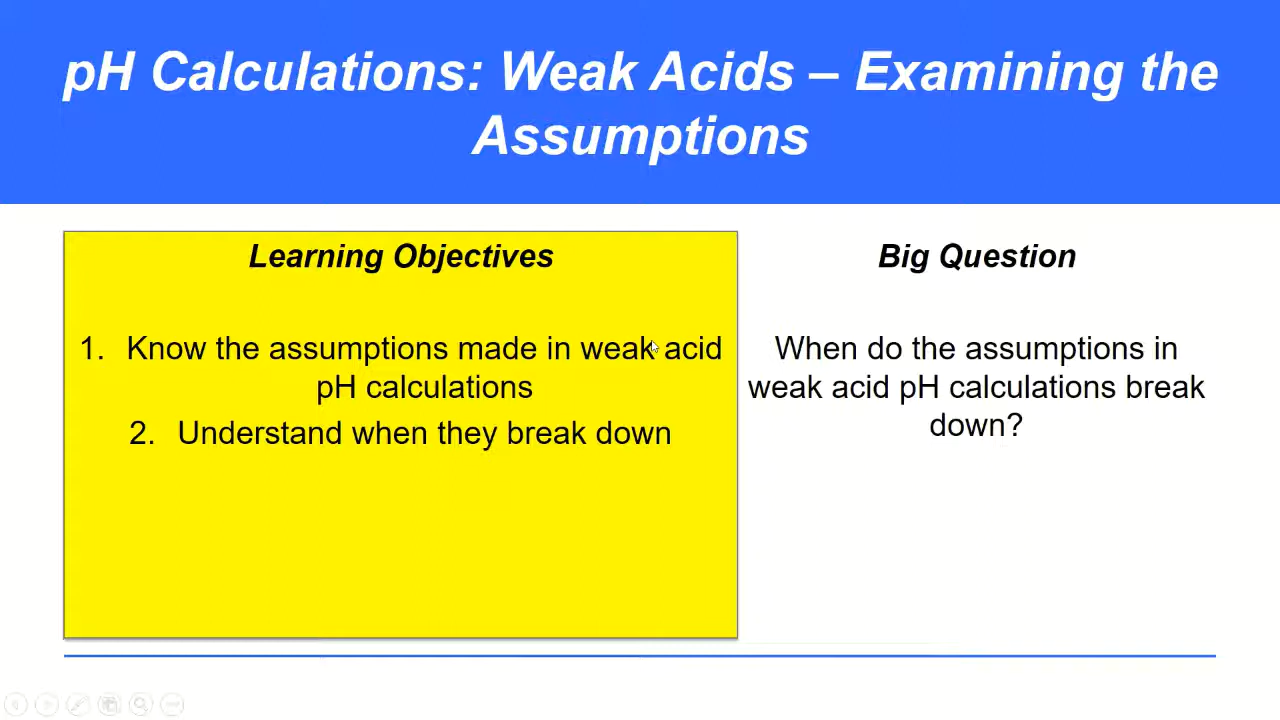 pH Calculations: Weak Acids – Examining the
Assumptions
Learning Objectives
1. Know the assumptions made in weak acid
pH calculations
2. Understand when they break down
Big Question
When do the assumptions in
weak acid pH calculations break
down?